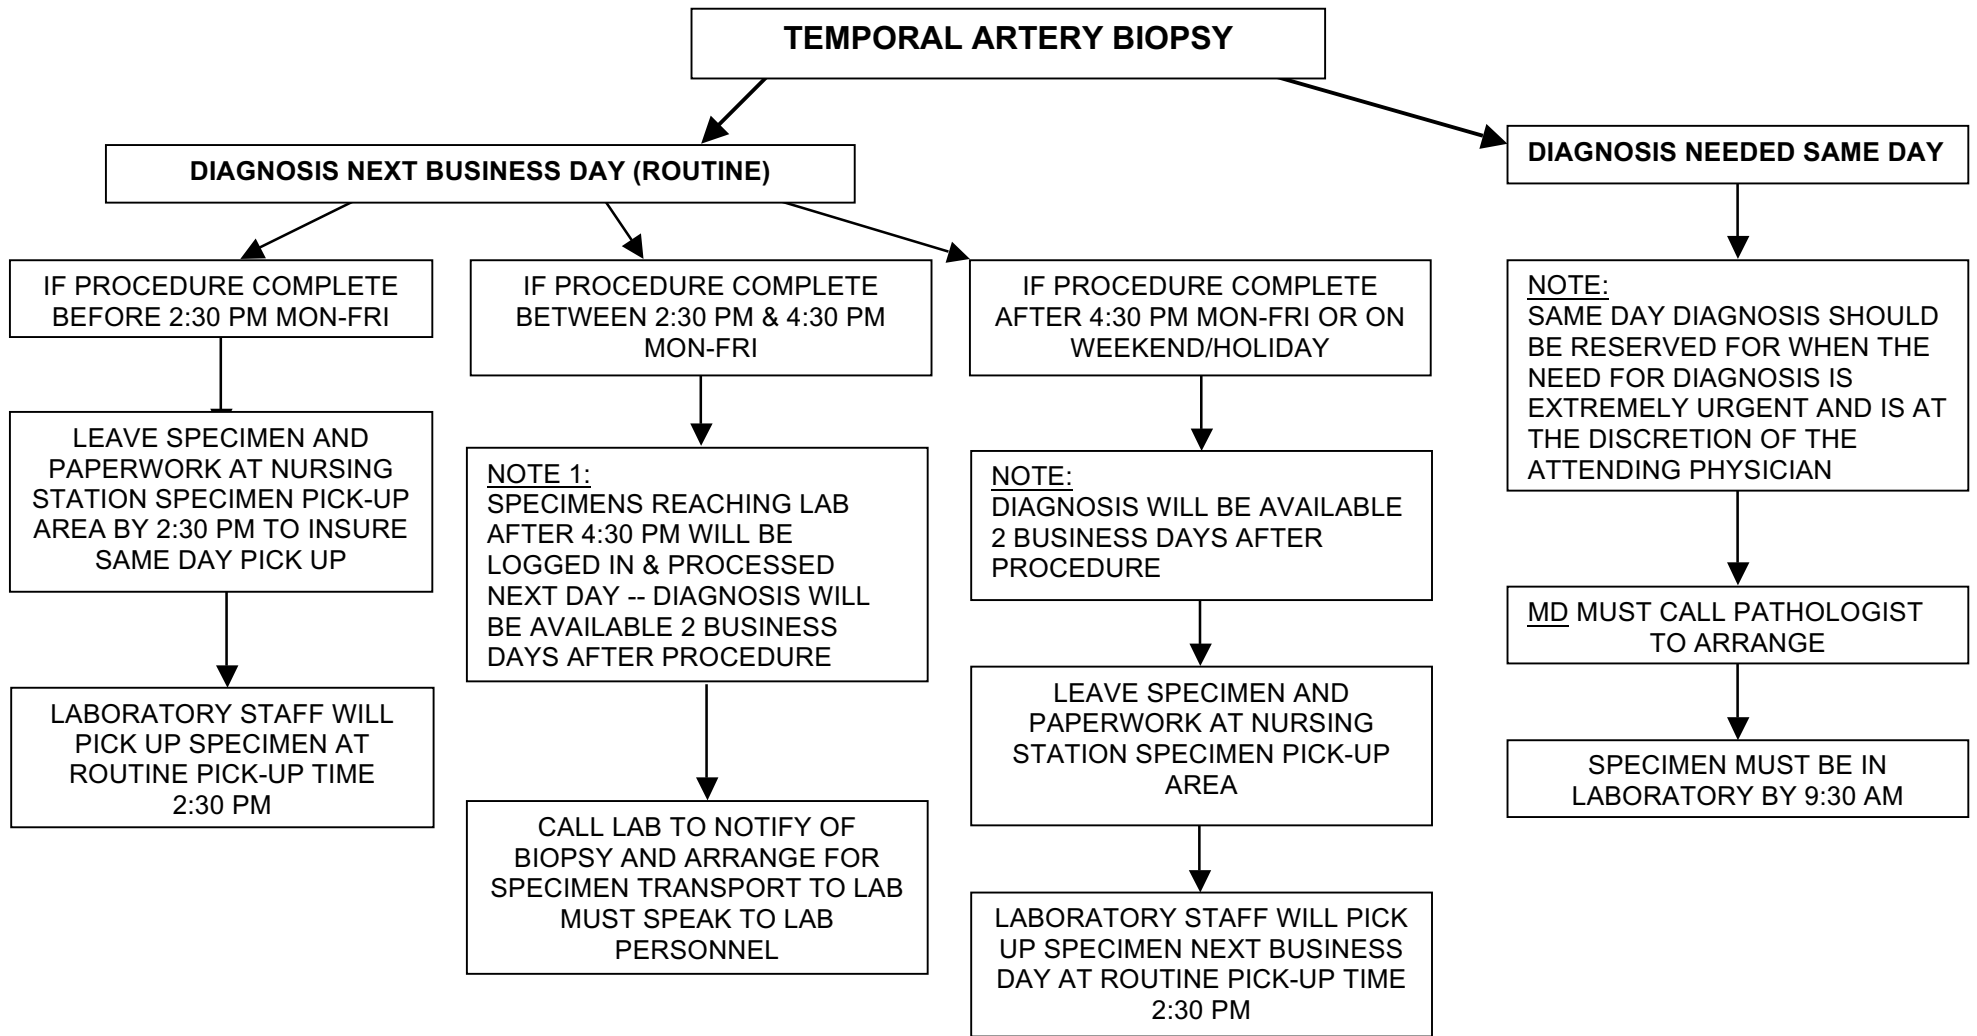 TEMPORAL ARTERY BIOPSY
DIAGNOSIS NEXT BUSINESS DAY (ROUTINE)
IF PROCEDURE COMPLETE
BEFORE 2:30 PM MON-FRI
LEAVE SPECIMEN AND
PAPERWORK AT NURSING
STATION SPECIMEN PICK-UP
AREA BY 2:30 PM TO INSURE
SAME DAY PICK UP
LABORATORY STAFF WILL
PICK UP SPECIMEN AT
ROUTINE PICK-UP TIME
2:30 PM
IF PROCEDURE COMPLETE
BETWEEN 2:30 PM & 4:30 PM
MON-FRI
NOTE 1:
SPECIMENS REACHING LAB
AFTER 4:30 PM WILL BE
LOGGED IN & PROCESSED
NEXT DAY -- DIAGNOSIS WILL
BE AVAILABLE 2 BUSINESS
DAYS AFTER PROCEDURE
CALL LAB TO NOTIFY OF
BIOPSY AND ARRANGE FOR
SPECIMEN TRANSPORT TO LAB
MUST SPEAK TO LAB
PERSONNEL
IF PROCEDURE COMPLETE
AFTER 4:30 PM MON-FRI OR ON
WEEKEND/HOLIDAY
NOTE:
DIAGNOSIS WILL BE AVAILABLE
2 BUSINESS DAYS AFTER
PROCEDURE
LEAVE SPECIMEN AND
PAPERWORK AT NURSING
STATION SPECIMEN PICK-UP
AREA
LABORATORY STAFF WILL PICK
UP SPECIMEN NEXT BUSINESS
DAY AT ROUTINE PICK-UP TIME
2:30 PM
DIAGNOSIS NEEDED SAME DAY
NOTE:
SAME DAY DIAGNOSIS SHOULD
BE RESERVED FOR WHEN THE
NEED FOR DIAGNOSIS IS
EXTREMELY URGENT AND IS AT
THE DISCRETION OF THE
ATTENDING PHYSICIAN
MD MUST CALL PATHOLOGIST
TO ARRANGE
SPECIMEN MUST BE IN
LABORATORY BY 9:30 AM